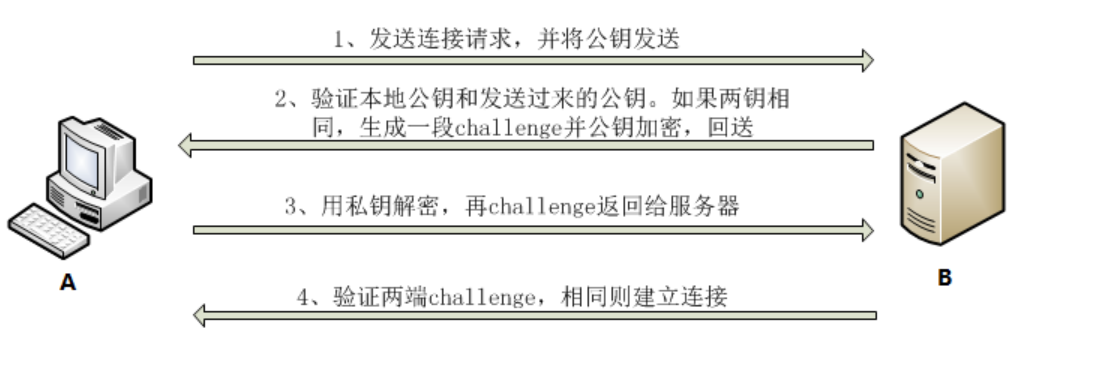 1、发送连接请求，并将公钥发送
2、验证本地公钥和发送过来的公钥。如果两钥相
同，生成一段challenge并公钥加密，回送
3、用私钥解密，再challenge返回给服务器
A
B
4、验证两端challenge，相同则建立连接